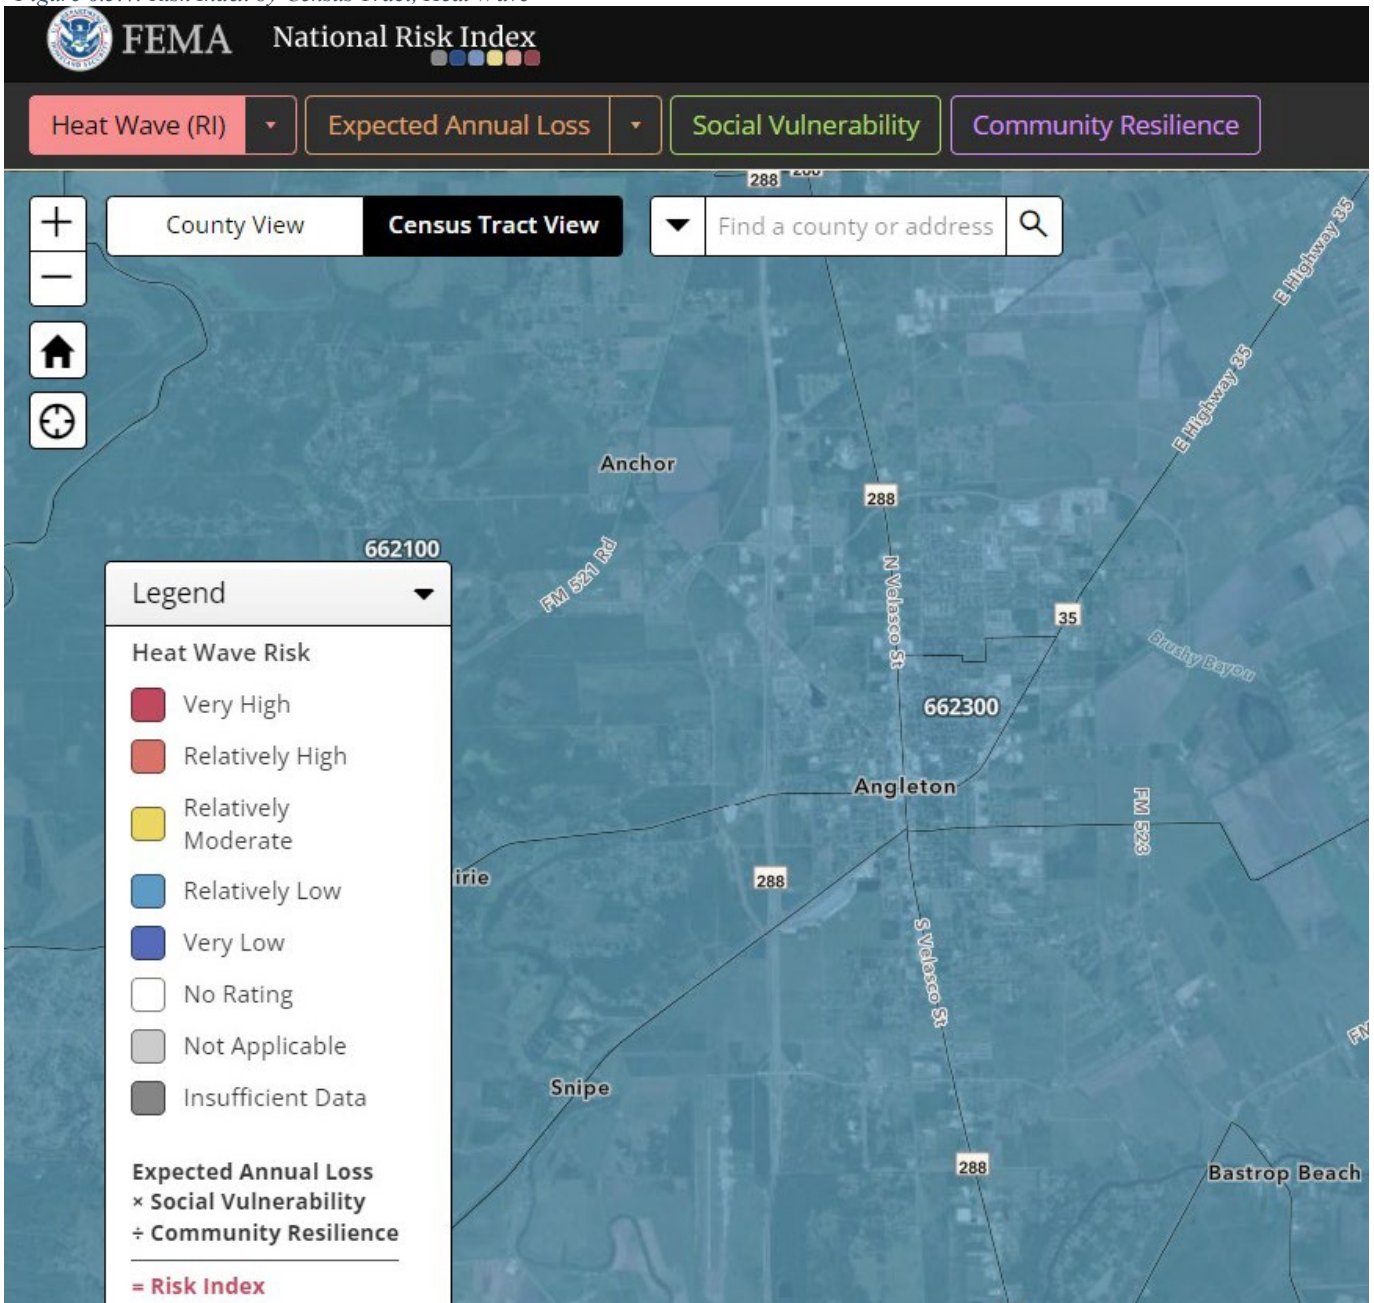 FEMA
National Risk Index
Heat Wave (RI)
Expected Annual Loss
Social Vulnerability
Community Resilience
288
County View
Census Tract View
Find a county or address
E Highway 35
E Highway 35
Anchor
288
662100
FM 521 Rd
N Velasco St
35
Brushy Bayou
662300
Angleton
FM 523
irie
288
S Velasco St
FM
Snipe
288
Bastrop Beach
Legend
Heat Wave Risk
Very High
Relatively High
Relatively
Moderate
Relatively Low
Very Low
No Rating
Not Applicable
Insufficient Data
Expected Annual Loss
× Social Vulnerability
÷ Community Resilience
= Risk Index